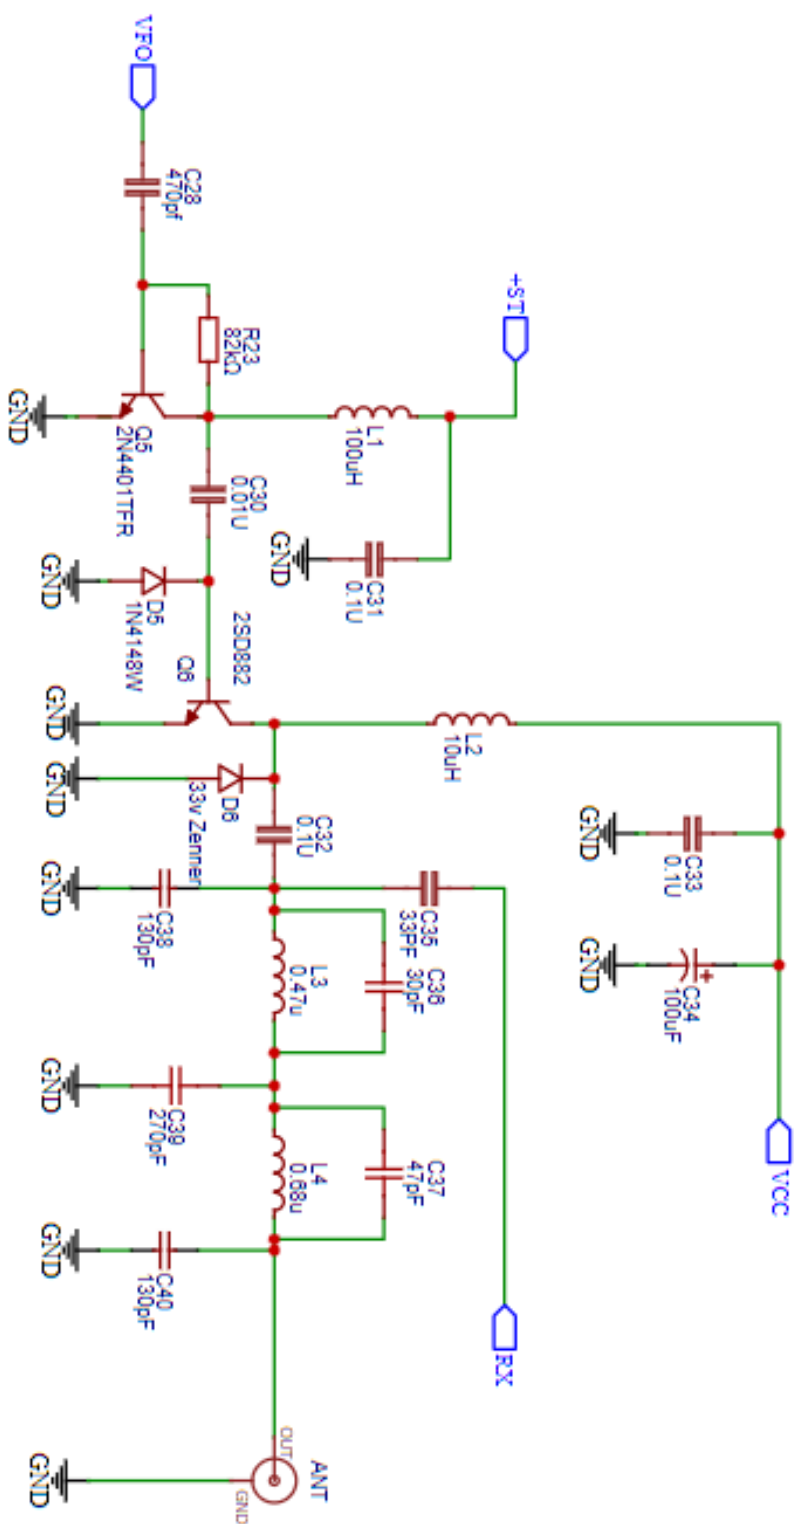 VCC
C33
0.1U
GND
C34
+
100uF
GND
+ST
RX
L2
10uH
L1
100uH
C31
0.1U
GND
C35
33PF
C36
30pF
C37
47pF
L3
0.47u
L4
0.68u
C32
0.1U
ANT
OUT
GND
R23
82kΩ
C30
0.01U
2SD882
Q6
D6
33v Zenner
VFO
C28
470pf
Q5
2N4401TFR
D5
1N4148W
C38
130pF
C39
270pF
C40
130pF
GND
GND
GND
GND
GND
GND
GND
GND